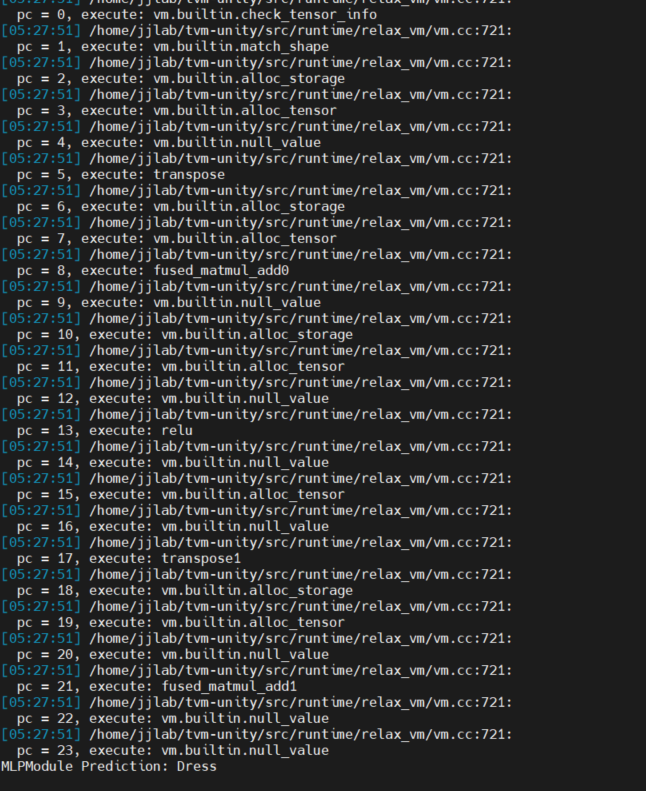 [05:27:51] /home/jjlab/tvm-unity/src/runtime/relax_vm/vm.cc:721:
pc = 0, execute: vm.builtin.check_tensor_info
[05:27:51] /home/jjlab/tvm-unity/src/runtime/relax_vm/vm.cc:721:
pc = 1, execute: vm.builtin.match_shape
[05:27:51] /home/jjlab/tvm-unity/src/runtime/relax_vm/vm.cc:721:
pc = 2, execute: vm.builtin.alloc_storage
[05:27:51] /home/jjlab/tvm-unity/src/runtime/relax_vm/vm.cc:721:
pc = 3, execute: vm.builtin.alloc_tensor
[05:27:51] /home/jjlab/tvm-unity/src/runtime/relax_vm/vm.cc:721:
pc = 4, execute: vm.builtin.null_value
[05:27:51] /home/jjlab/tvm-unity/src/runtime/relax_vm/vm.cc:721:
pc = 5, execute: transpose
[05:27:51] /home/jjlab/tvm-unity/src/runtime/relax_vm/vm.cc:721:
pc = 6, execute: vm.builtin.alloc_storage
[05:27:51] /home/jjlab/tvm-unity/src/runtime/relax_vm/vm.cc:721:
pc = 7, execute: vm.builtin.alloc_tensor
[05:27:51] /home/jjlab/tvm-unity/src/runtime/relax_vm/vm.cc:721:
pc = 8, execute: fused_matmul_add0
[05:27:51] /home/jjlab/tvm-unity/src/runtime/relax_vm/vm.cc:721:
pc = 9, execute: vm.builtin.null_value
[05:27:51] /home/jjlab/tvm-unity/src/runtime/relax_vm/vm.cc:721:
pc = 10, execute: vm.builtin.alloc_storage
[05:27:51] /home/jjlab/tvm-unity/src/runtime/relax_vm/vm.cc:721:
pc = 11, execute: vm.builtin.alloc_tensor
[05:27:51] /home/jjlab/tvm-unity/src/runtime/relax_vm/vm.cc:721:
pc = 12, execute: vm.builtin.null_value
[05:27:51] /home/jjlab/tvm-unity/src/runtime/relax_vm/vm.cc:721:
pc = 13, execute: relu
[05:27:51] /home/jjlab/tvm-unity/src/runtime/relax_vm/vm.cc:721:
pc = 14, execute: vm.builtin.null_value
[05:27:51] /home/jjlab/tvm-unity/src/runtime/relax_vm/vm.cc:721:
pc = 15, execute: vm.builtin.alloc_tensor
[05:27:51] /home/jjlab/tvm-unity/src/runtime/relax_vm/vm.cc:721:
pc = 16, execute: vm.builtin.null_value
[05:27:51] /home/jjlab/tvm-unity/src/runtime/relax_vm/vm.cc:721:
pc = 17, execute: transpose1
[05:27:51] /home/jjlab/tvm-unity/src/runtime/relax_vm/vm.cc:721:
pc = 18, execute: vm.builtin.alloc_storage
[05:27:51] /home/jjlab/tvm-unity/src/runtime/relax_vm/vm.cc:721:
pc = 19, execute: vm.builtin.alloc_tensor
[05:27:51] /home/jjlab/tvm-unity/src/runtime/relax_vm/vm.cc:721:
pc = 20, execute: vm.builtin.null_value
[05:27:51] /home/jjlab/tvm-unity/src/runtime/relax_vm/vm.cc:721:
pc = 21, execute: fused_matmul_add1
[05:27:51] /home/jjlab/tvm-unity/src/runtime/relax_vm/vm.cc:721:
pc = 22, execute: vm.builtin.null_value
[05:27:51] /home/jjlab/tvm-unity/src/runtime/relax_vm/vm.cc:721:
pc = 23, execute: vm.builtin.null_value
MLPModule Prediction: Dress